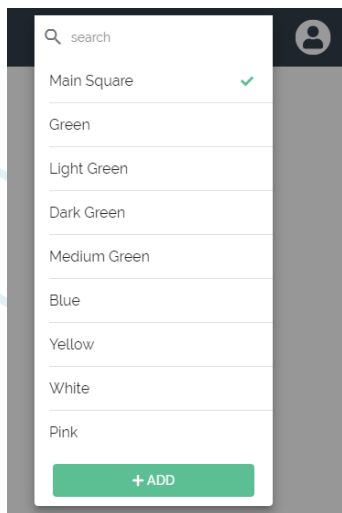 search
Main Square
Green
Light Green
Dark Green
Medium Green
Blue
Yellow
White
Pink
+ ADD